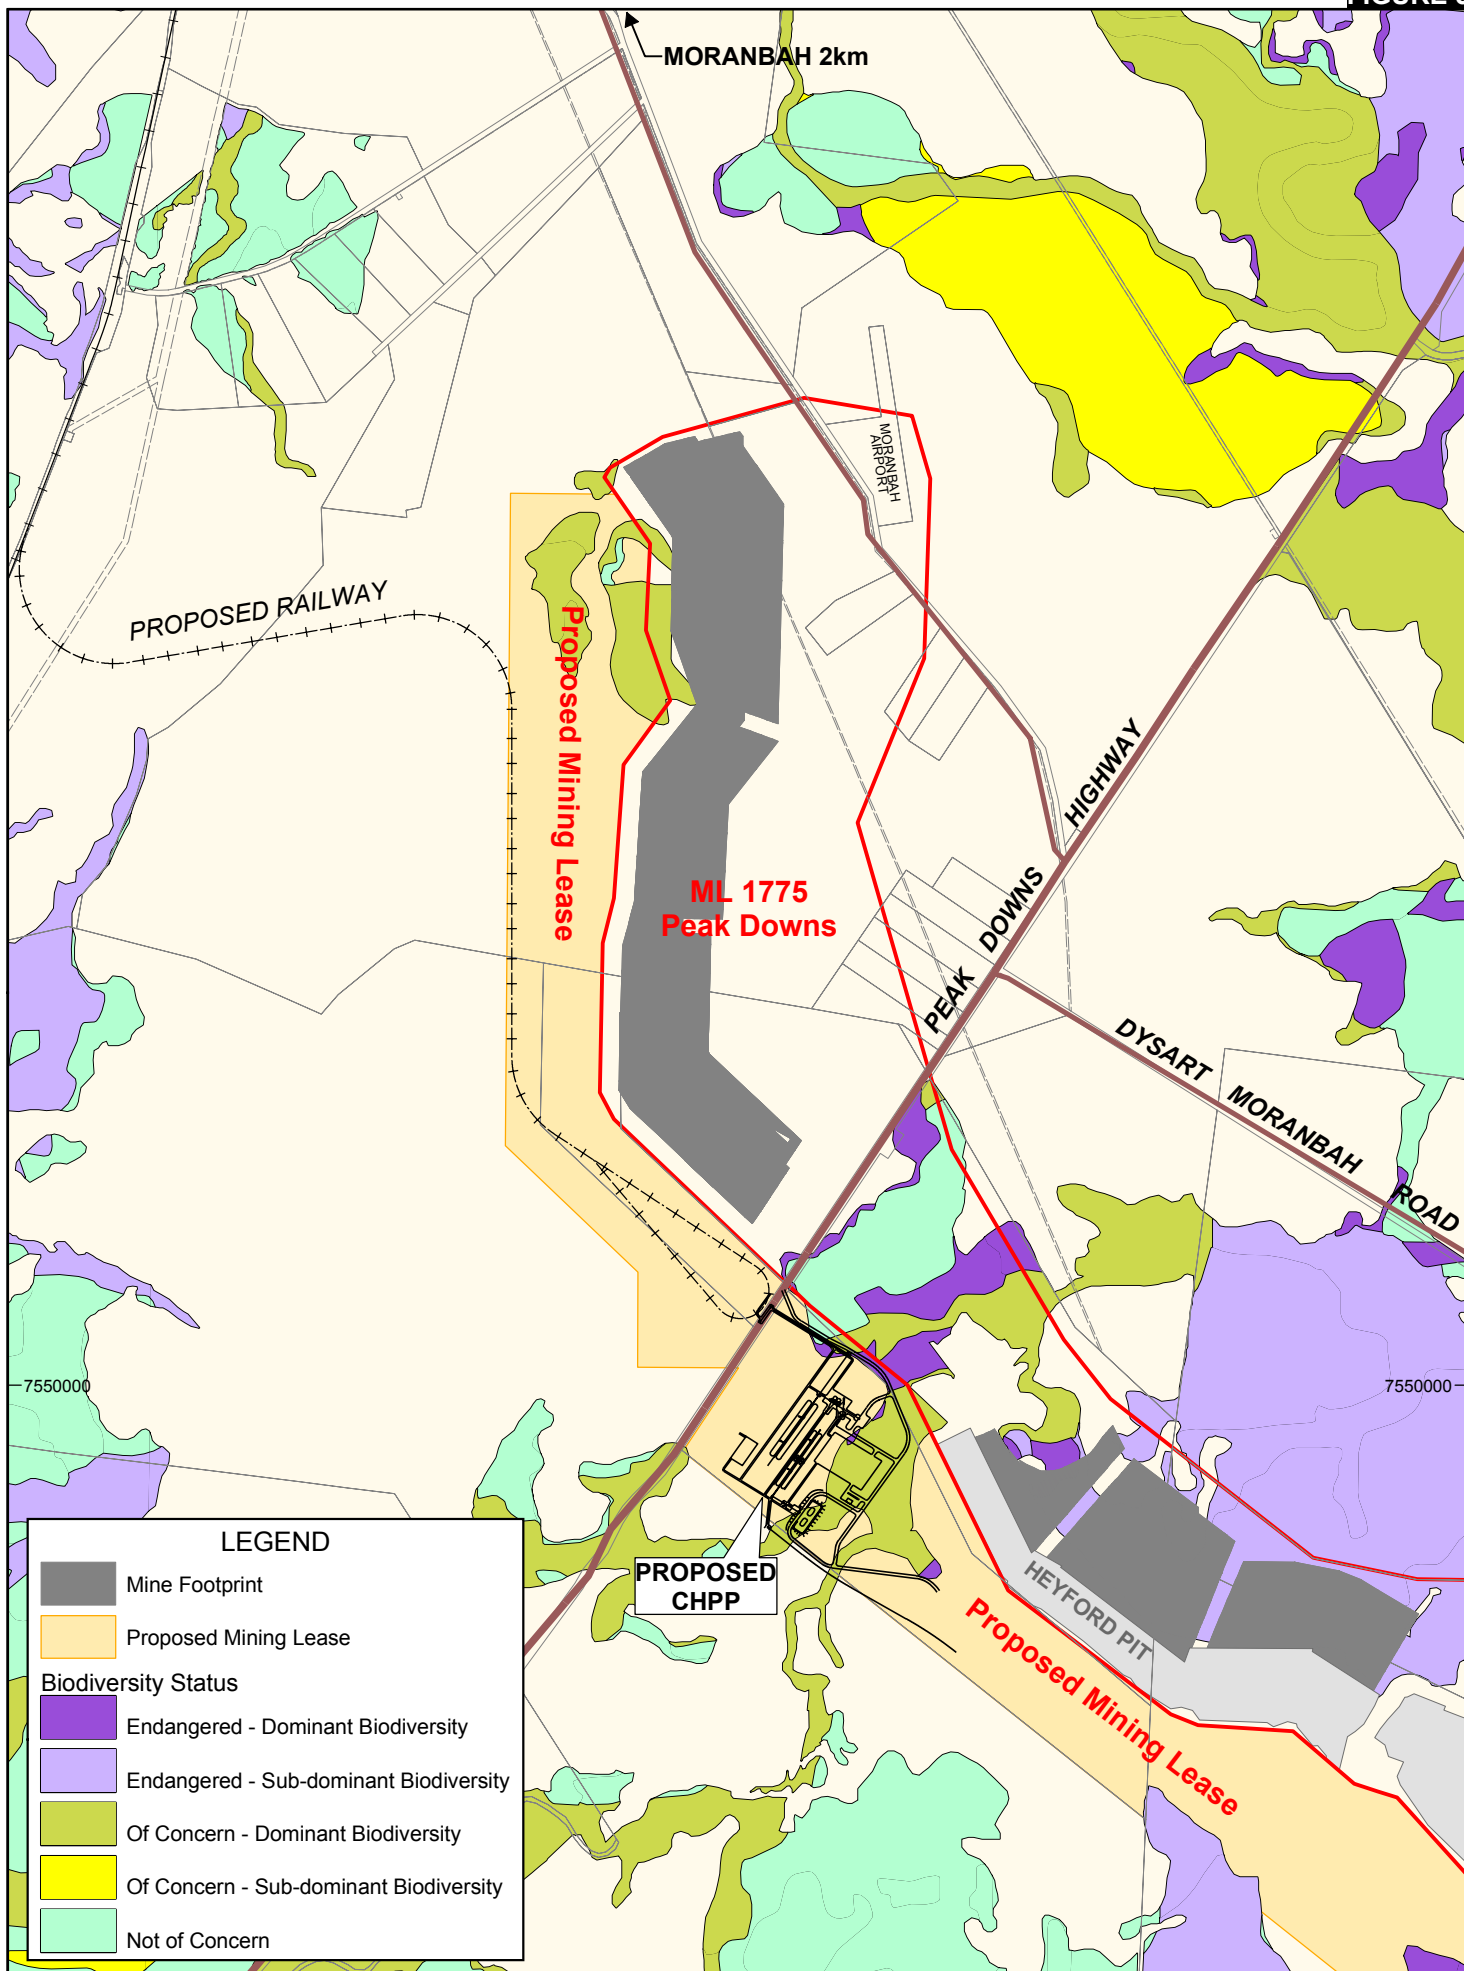 MORANBAH 2km
MORANBAH
AIRPORT
PROPOSED RAILWAY
Proposed Mining Lease
HIGHWAY
ML 1775
Peak Downs
DOWNS
PEAK
DYSART
MORANBAH
ROAD
7550000
7550000
LEGEND
Mine Footprint
Proposed Mining Lease
Biodiversity Status
Endangered - Dominant Biodiversity
Endangered - Sub-dominant Biodiversity
Of Concern - Dominant Biodiversity
Of Concern - Sub-dominant Biodiversity
Not of Concern
PROPOSED
CHPP
HEYFORD PIT
Proposed Mining Lease